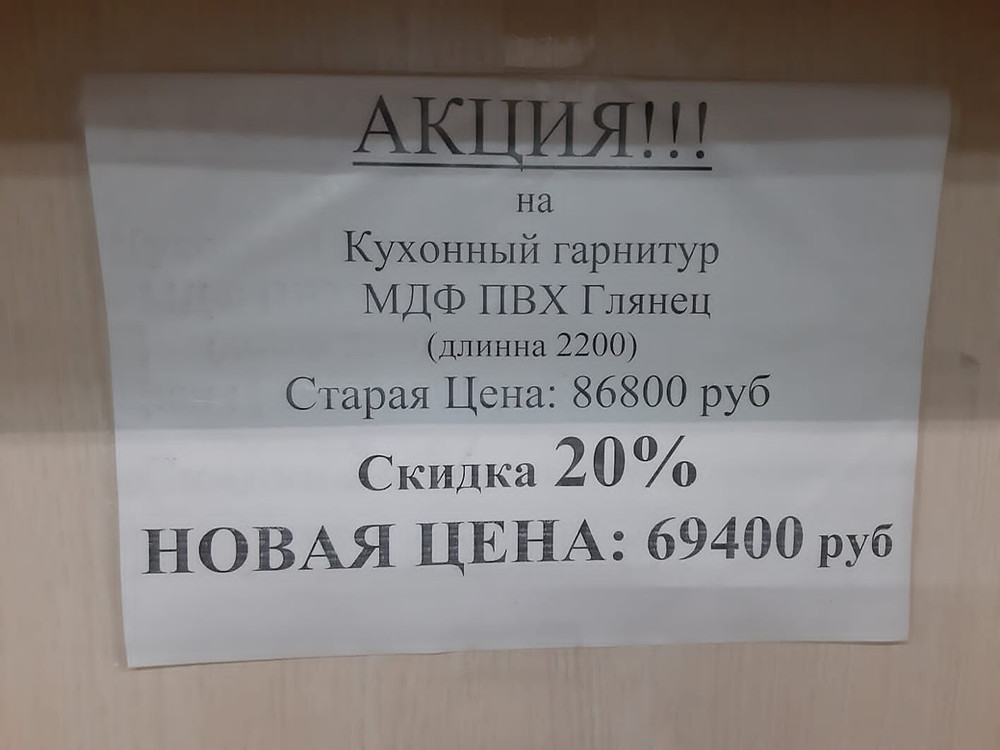 АКЦИЯ!!!
на
Кухонный гарнитур
МДФ ПВХ Глянец
(длинна 2200)
Старая Цена: 86800 руб
Скидка 20%
НОВАЯ ЦЕНА: 69400 руб